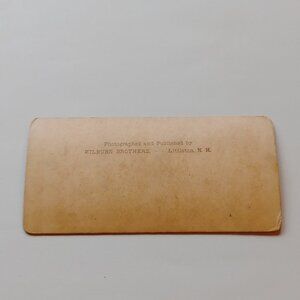 Photographed and Published by
KILBURN BROTHERS, Littleton, N. H.